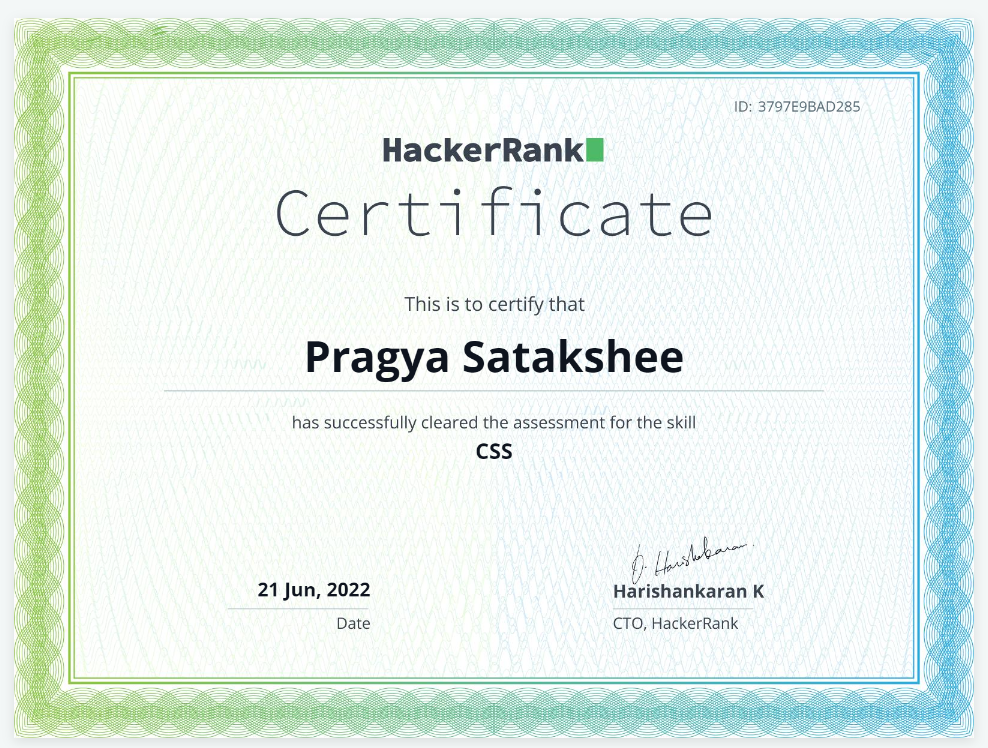 ID: 3797E9BAD285
HackerRank
Certificate
This is to certify that
Pragya Satakshee
has successfully cleared the assessment for the skill
CSS
21 Jun, 2022
Date
Harishankaran K
CTO, HackerRank